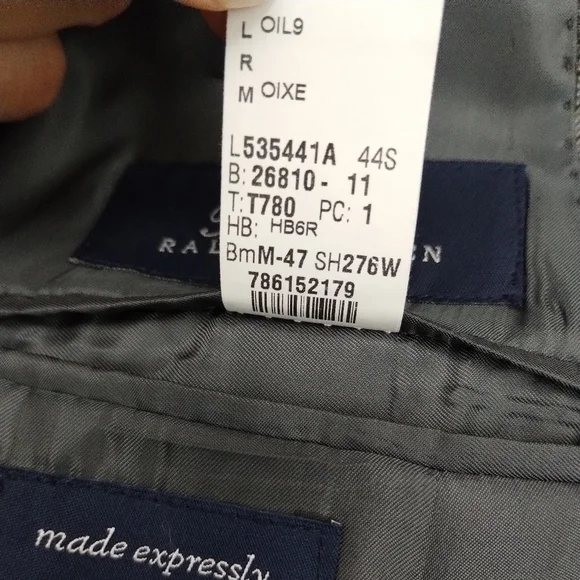 L OIL9
R
M OIXE
L535441A 44S
B: 26810 - 11
T: T780 PC: 1
HB: HB6R
BmM-47 SH276W
786152179
made expressly